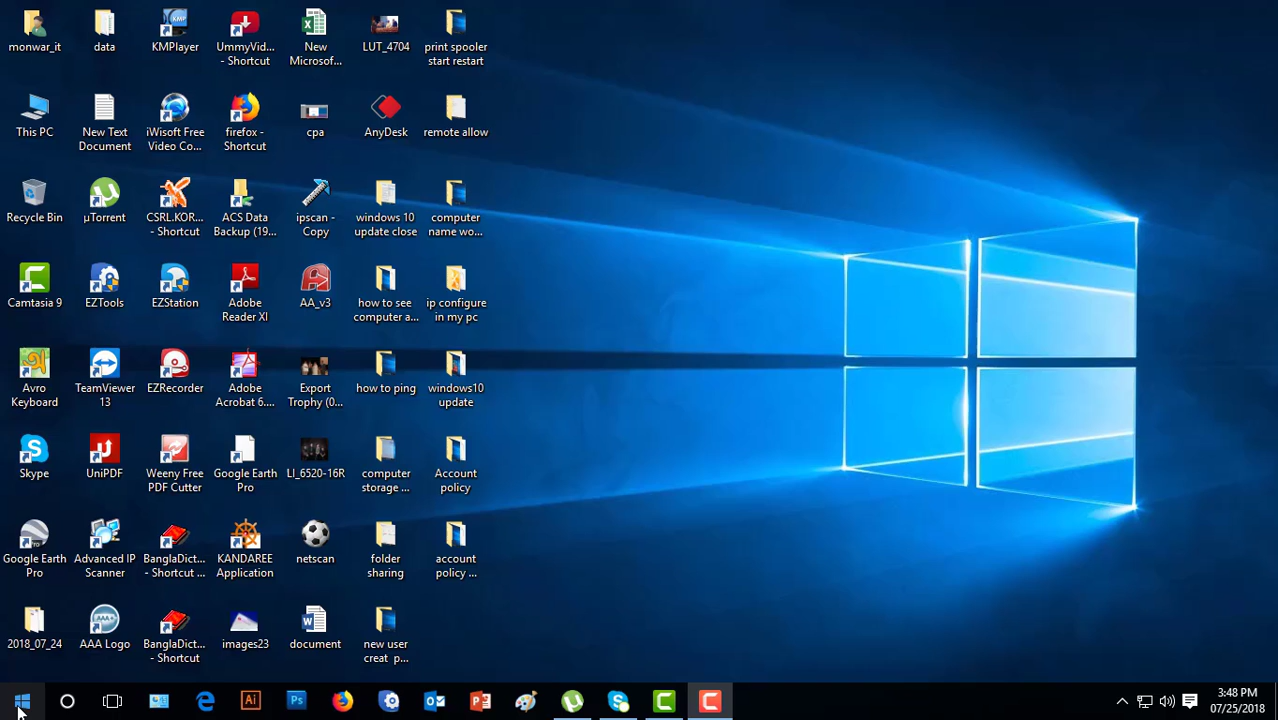 monwar_it
data
KMPlayer
UmmyVid...
- Shortcut
New
Microsof...
LUT_4704
print spooler
start restart
This PC
New Text
Document
iWisoft Free
Video Co...
firefox -
Shortcut
cpa
AnyDesk
remote allow
Recycle Bin
µTorrent
CSRL.KOR...
- Shortcut
ACS Data
Backup (19...
ipscan -
Copy
windows 10
update close
computer
name wo...
Camtasia 9
EZTools
EZStation
Adobe
Reader XI
AA_v3
how to see
computer a...
ip configure
in my pc
Avro
Keyboard
TeamViewer
13
EZRecorder
Adobe
Acrobat 6....
Export
Trophy (0...
how to ping
windows10
update
Skype
UniPDF
Weeny Free
PDF Cutter
Google Earth
Pro
LI_6520-16R
computer
storage ...
Account
policy
Google Earth
Pro
Advanced IP
Scanner
BanglaDict...
- Shortcut ...
KANDAREE
Application
netscan
folder
sharing
account
policy ...
2018_07_24
AAA Logo
BanglaDict...
- Shortcut
images23
document
new user
creat p...
3:48 PM
07/25/2018